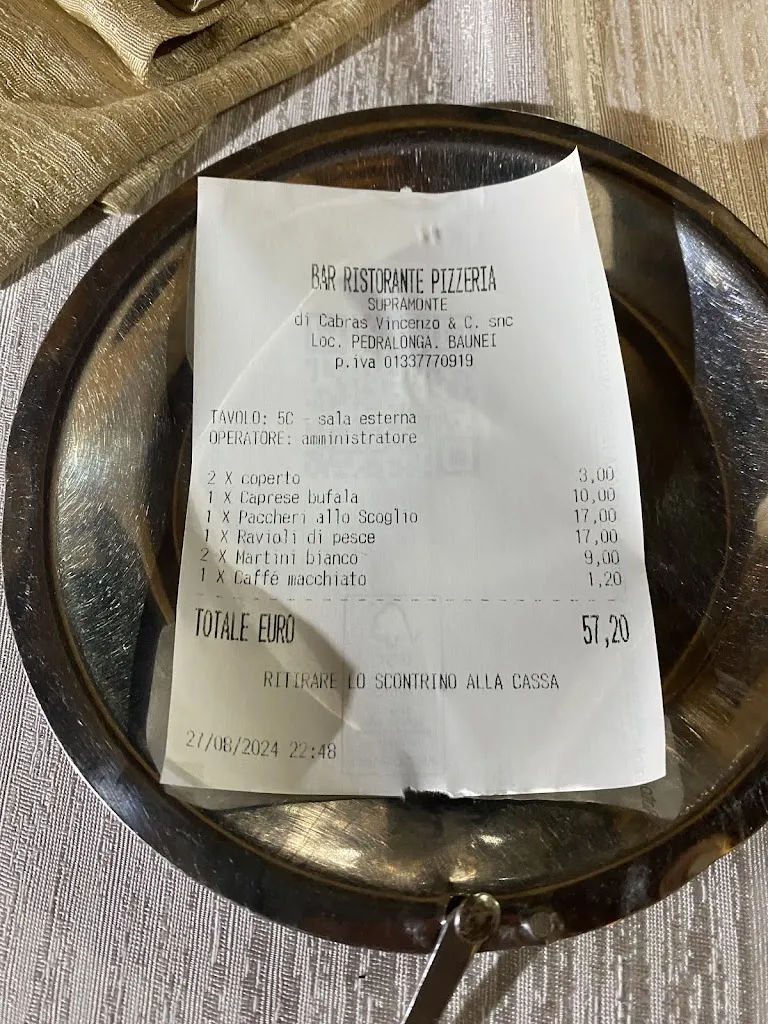 BAR RISTORANTE PIZZERIA
SUPRAMONTE
di Cabras Vincenzo & C. snc
Loc. PEDRALONGA. BAUNEI
p.iva 01337770919
TAVOLO: 5C - sala esterna
OPERATORE: amministratore
2 X coperto 3,00
1 X Caprese bufala 10,00
1 X Paccheri allo Scoglio 17,00
1 X Ravioli di pesce 17,00
2 X Martini bianco 9,00
1 X Caffé macchiato 1,20
TOTALE EURO 57,20
RITIRARE LO SCONTRINO ALLA CASSA
27/08/2024 22:48